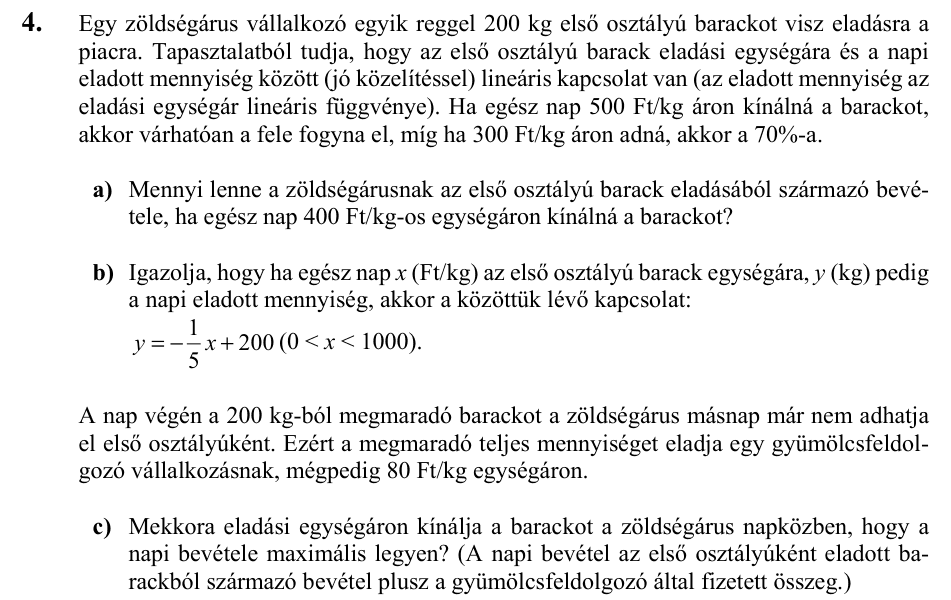 4. Egy zöldségárus vállalkozó egyik reggel 200 kg első osztályú barackot visz eladásra a
piacra. Tapasztalatból tudja, hogy az első osztályú barack eladási egységára és a napi
eladott mennyiség között (jó közelítéssel) lineáris kapcsolat van (az eladott mennyiség az
eladási egységár lineáris függvénye). Ha egész nap 500 Ft/kg áron kínálná a barackot,
akkor várhatóan a fele fogyna el, míg ha 300 Ft/kg áron adná, akkor a 70%-a.
a) Mennyi lenne a zöldségárusnak az első osztályú barack eladásából származó bevé-
tele, ha egész nap 400 Ft/kg-os egységáron kínálná a barackot?
b) Igazolja, hogy ha egész nap x (Ft/kg) az első osztályú barack egységára, y (kg) pedig
a napi eladott mennyiség, akkor a közöttük lévő kapcsolat:
y = −1/5 x + 200 (0 < x < 1000).
A nap végén a 200 kg-ból megmaradó barackot a zöldségárus másnap már nem adhatja
el első osztályúként. Ezért a megmaradó teljes mennyiséget eladja egy gyümölcsfeldol-
gozó vállalkozásnak, mégpedig 80 Ft/kg egységáron.
c) Mekkora eladási egységáron kínálja a barackot a zöldségárus napközben, hogy a
napi bevétele maximális legyen? (A napi bevétel az első osztályúként eladott ba-
rackból származó bevétel plusz a gyümölcsfeldolgozó által fizetett összeg.)